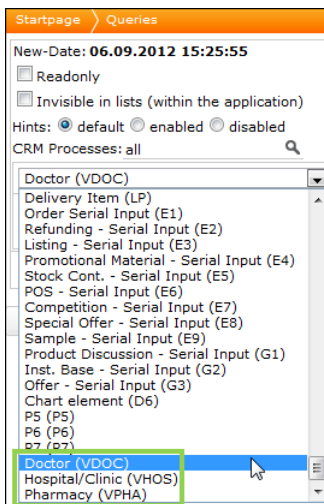 Startpage Queries
New-Date: 06.09.2012 15:25:55
Readonly
Invisible in lists (within the application)
Hints: default enabled disabled
CRM Processes: all
Doctor (VDOC)
Delivery Item (LP)
Order Serial Input (E1)
Refunding - Serial Input (E2)
Listing - Serial Input (E3)
Promotional Material - Serial Input (E4)
Stock Cont. - Serial Input (E5)
POS - Serial Input (E6)
Competition - Serial Input (E7)
Special Offer - Serial Input (E8)
Sample - Serial Input (E9)
Product Discussion - Serial Input (G1)
Inst. Base - Serial Input (G2)
Offer - Serial Input (G3)
Chart element (D6)
P5 (P5)
P6 (P6)
P7 (P7)
Doctor (VDOC)
Hospital/Clinic (VHOS)
Pharmacy (VPHA)